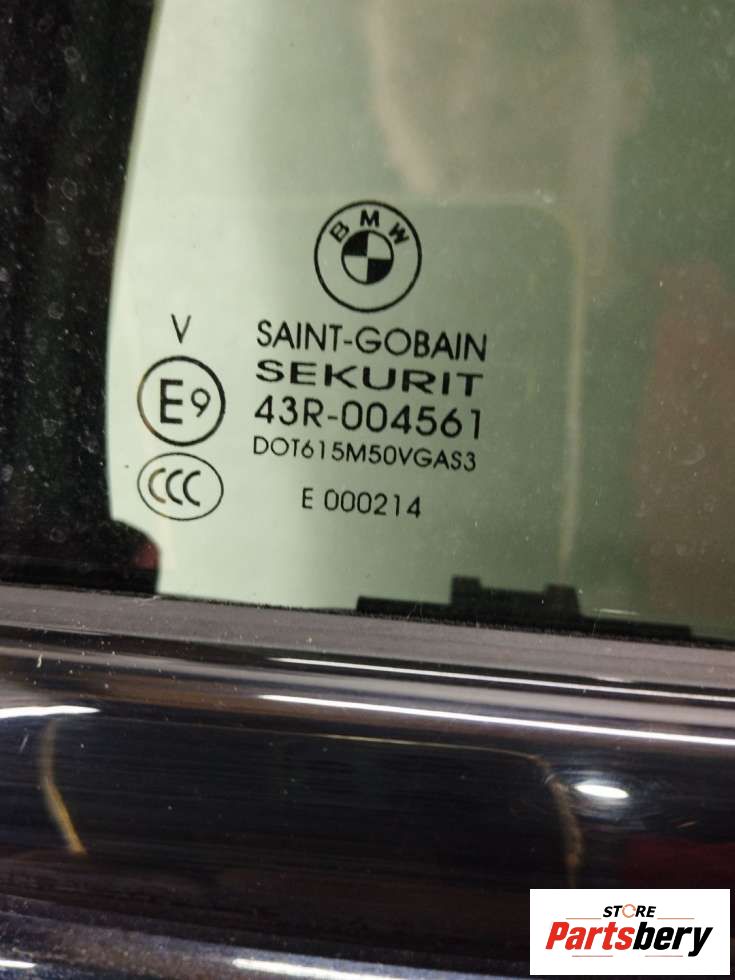 BMW
V
SAINT-GOBAIN
SEKURIT
E9
43R-004561
DOT615M50VGAS3
CCC
E 000214
STORE
Partsbery